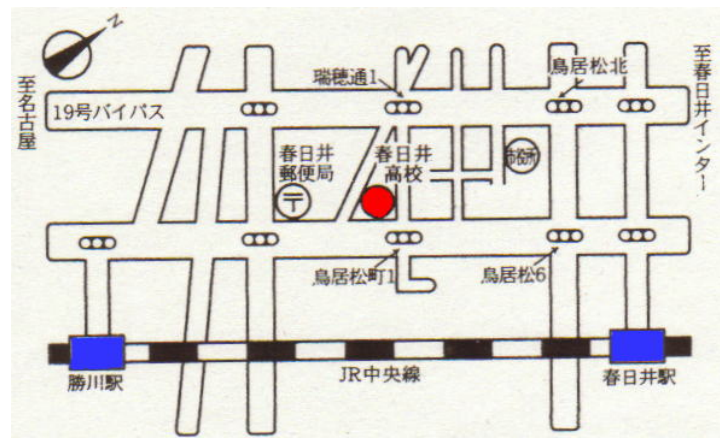 N
至名古屋
19号バイパス
瑞穂通1
鳥居松北
至春日井インター
春日井
郵便局
〒
春日井
高校
市役所
鳥居松町1
鳥居松6
勝川駅
JR中央線
春日井駅